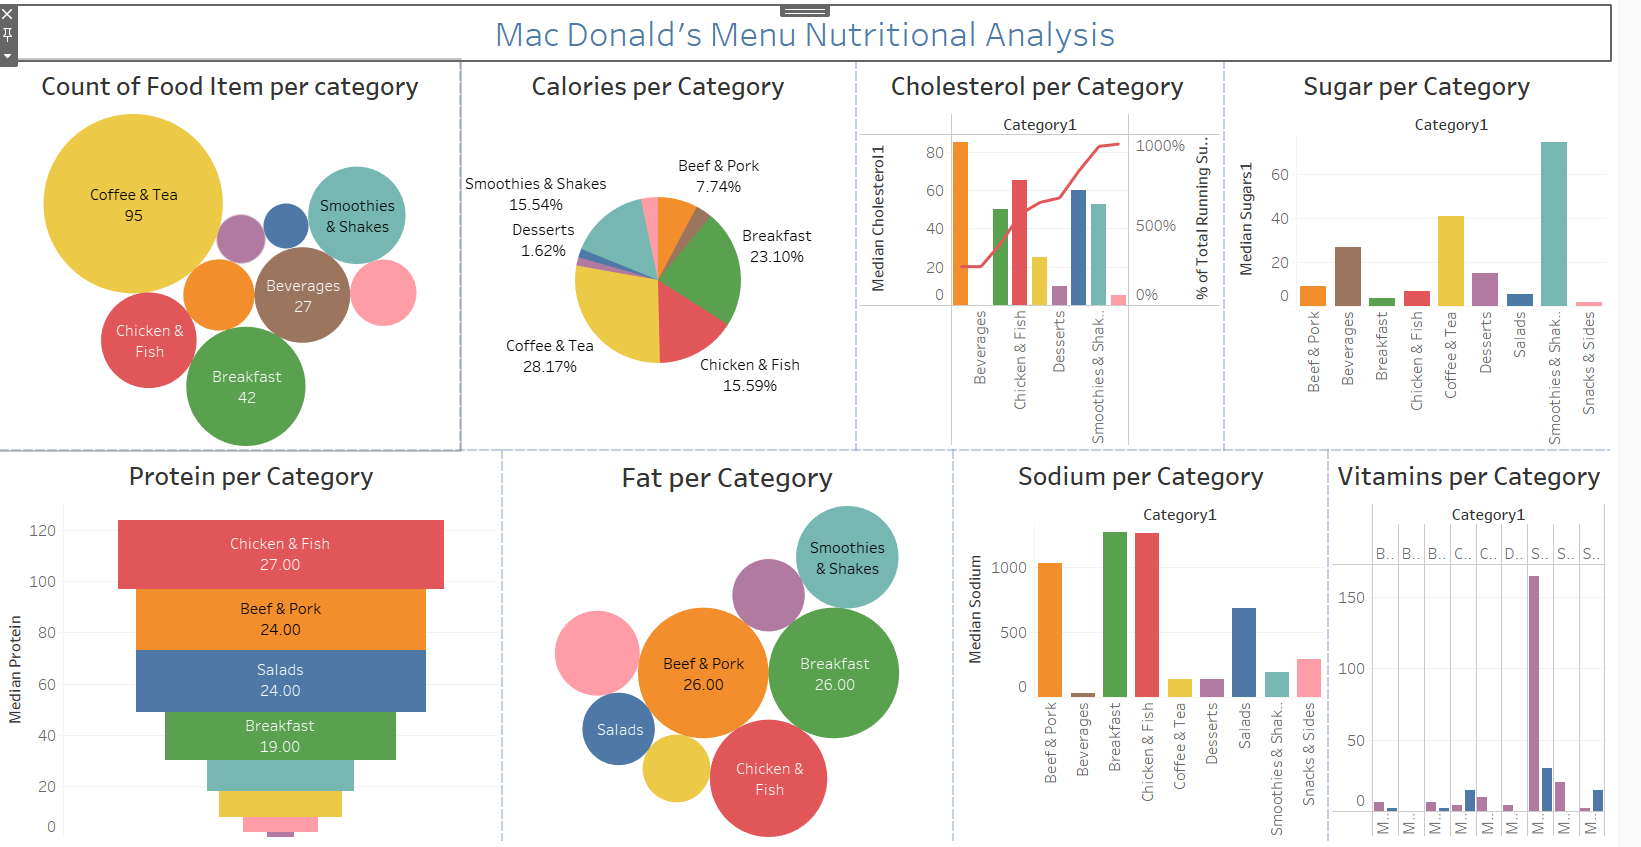 Mac Donald's Menu Nutritional Analysis
Count of Food Item per category
Coffee & Tea
95
Smoothies
& Shakes
Beverages
27
Chicken &
Fish
Breakfast
42
Calories per Category
Beef & Pork
7.74%
Smoothies & Shakes
15.54%
Desserts
1.62%
Breakfast
23.10%
Coffee & Tea
28.17%
Chicken & Fish
15.59%
Cholesterol per Category
Category1
Median Cholesterol1
80
60
40
20
0
1000%
500%
0%
% of Total Running Su..
Beverages
Chicken & Fish
Desserts
Smoothies & Shak..
Sugar per Category
Category1
Median Sugars1
60
40
20
0
Beef & Pork
Beverages
Breakfast
Chicken & Fish
Coffee & Tea
Desserts
Salads
Smoothies & Shak..
Snacks & Sides
Protein per Category
Median Protein
120
100
80
60
40
20
0
Chicken & Fish
27.00
Beef & Pork
24.00
Salads
24.00
Breakfast
19.00
Fat per Category
Smoothies
& Shakes
Beef & Pork
26.00
Breakfast
26.00
Salads
Chicken &
Fish
Sodium per Category
Category1
Median Sodium
1000
500
0
Beef & Pork
Beverages
Breakfast
Chicken & Fish
Coffee & Tea
Desserts
Salads
Smoothies & Shak..
Snacks & Sides
Vitamins per Category
Category1
B.. B.. B.. C.. C.. D.. S.. S.. S..
150
100
50
0
M.. M.. M.. M.. M.. M.. M.. M.. M..